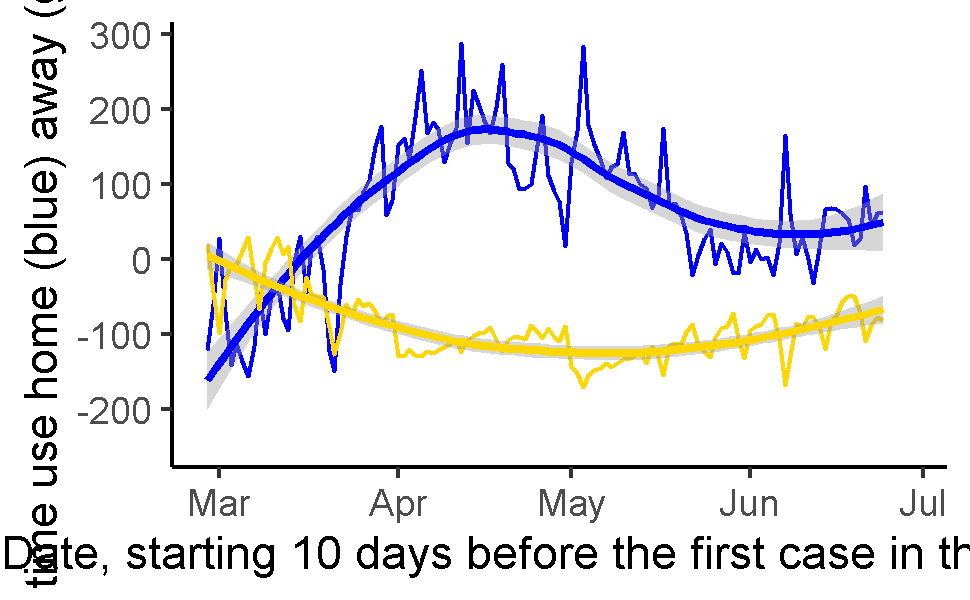 time use home (blue) away (
300
200
100
0
-100
-200
Mar Apr May Jun Jul
Date, starting 10 days before the first case in th